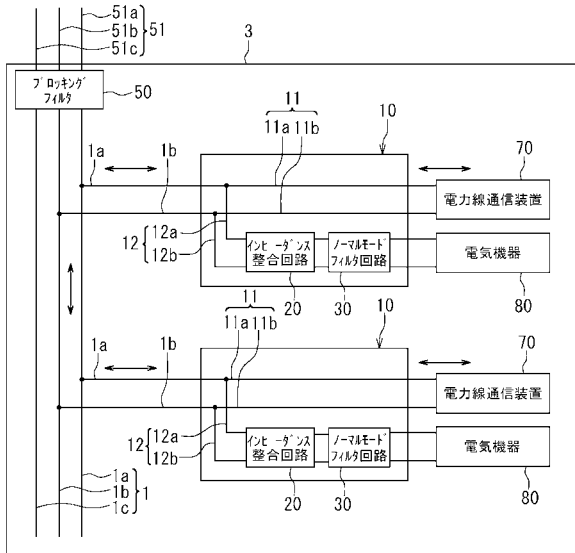 51a
51b
51c
51
3
ブロッキング
フィルタ
50
11
11a 11b
10
1a
1b
70
電力線通信装置
12
12a
12b
インピーダンス
整合回路
20
ノーマルモード
フィルタ回路
30
電気機器
80
11
11a 11b
10
1a
1b
70
電力線通信装置
12
12a
12b
インピーダンス
整合回路
20
ノーマルモード
フィルタ回路
30
電気機器
80
1a
1b
1c
1